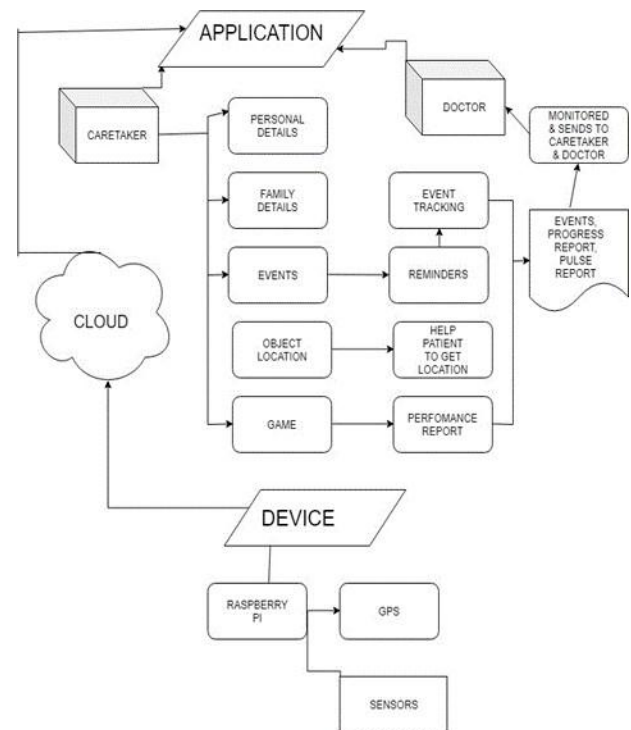 APPLICATION
CARETAKER
PERSONAL
DETAILS
DOCTOR
MONITORED
& SENDS TO
CARETAKER
& DOCTOR
FAMILY
DETAILS
EVENT
TRACKING
EVENTS,
PROGRESS
REPORT,
PULSE
REPORT
EVENTS
REMINDERS
CLOUD
OBJECT
LOCATION
HELP
PATIENT
TO GET
LOCATION
GAME
PERFOMANCE
REPORT
DEVICE
RASPBERRY
PI
GPS
SENSORS